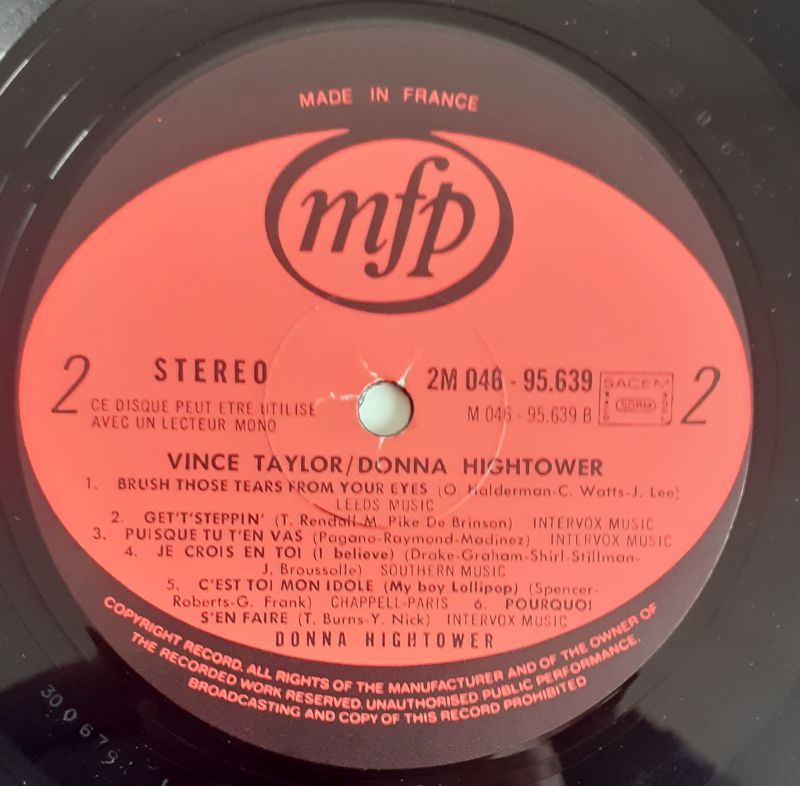 MADE IN FRANCE
mfp
2 STEREO 2M 046 - 95.639 SACEM SDRM 2
CE DISQUE PEUT ETRE UTILISE M 046 - 95.639 B
AVEC UN LECTEUR MONO
VINCE TAYLOR/DONNA HIGHTOWER
1. BRUSH THOSE TEARS FROM YOUR EYES (O. Halderman-C. Watts-J. Lee)
LEEDS MUSIC
2. GET'T'STEPPIN' (T. Rendall-M. Pike De Brinson) INTERVOX MUSIC
3. PUISQUE TU T'EN VAS (Pagano-Raymond-Madinez) INTERVOX MUSIC
4. JE CROIS EN TOI (I believe) (Drake-Graham-Shirl-Stillman-
J. Broussolle) SOUTHERN MUSIC
5. C'EST TOI MON IDOLE (My boy Lollipop) (Spencer-
Roberts-G. Frank) CHAPPELL-PARIS 6. POURQUOI
S'EN FAIRE (T. Burns-Y. Nick) INTERVOX MUSIC
DONNA HIGHTOWER
COPYRIGHT RECORD. ALL RIGHTS OF THE MANUFACTURER AND OF THE OWNER OF
THE RECORDED WORK RESERVED. UNAUTHORISED PUBLIC PERFORMANCE,
BROADCASTING AND COPY OF THIS RECORD PROHIBITED
300679